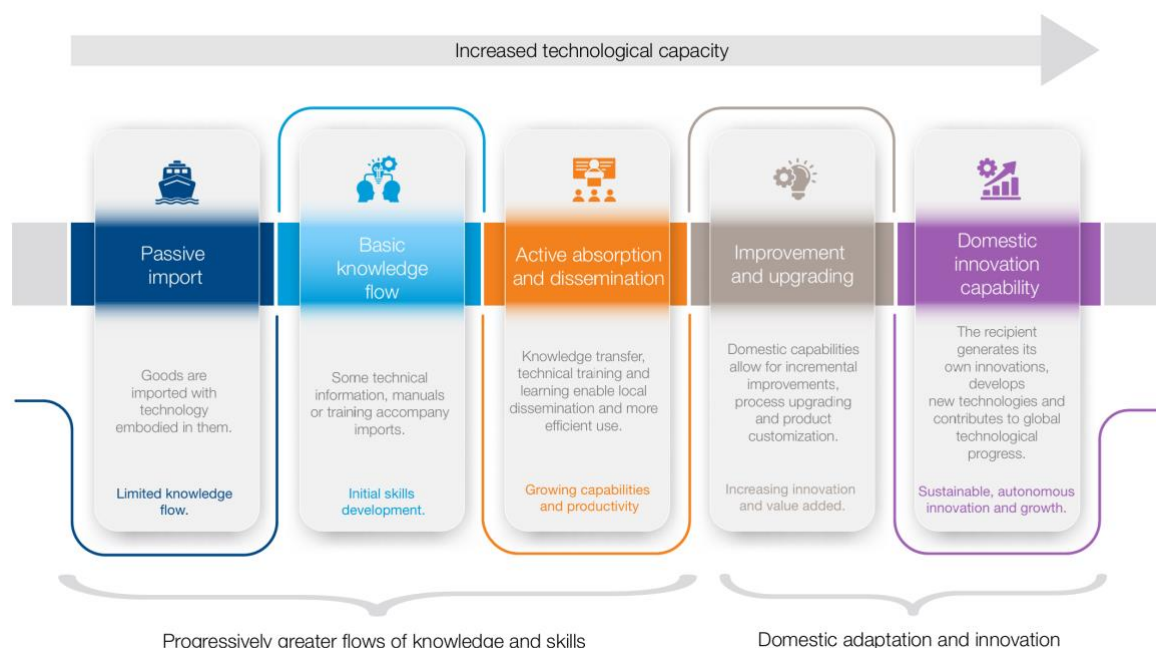 Increased technological capacity
Passive
import
Goods are
imported with
technology
embodied in them.
Limited knowledge
flow.
Basic
knowledge
flow
Some technical
information, manuals
or training accompany
imports.
Initial skills
development.
Active absorption
and dissemination
Knowledge transfer,
technical training and
learning enable local
dissemination and more
efficient use.
Growing capabilities
and productivity
Improvement
and upgrading
Domestic capabilities
allow for incremental
improvements,
process upgrading
and product
customization.
Increasing innovation
and value added.
Domestic
innovation
capability
The recipient
generates its
own innovations,
develops
new technologies and
contributes to global
technological
progress.
Sustainable, autonomous
innovation and growth.
Progressively greater flows of knowledge and skills
Domestic adaptation and innovation